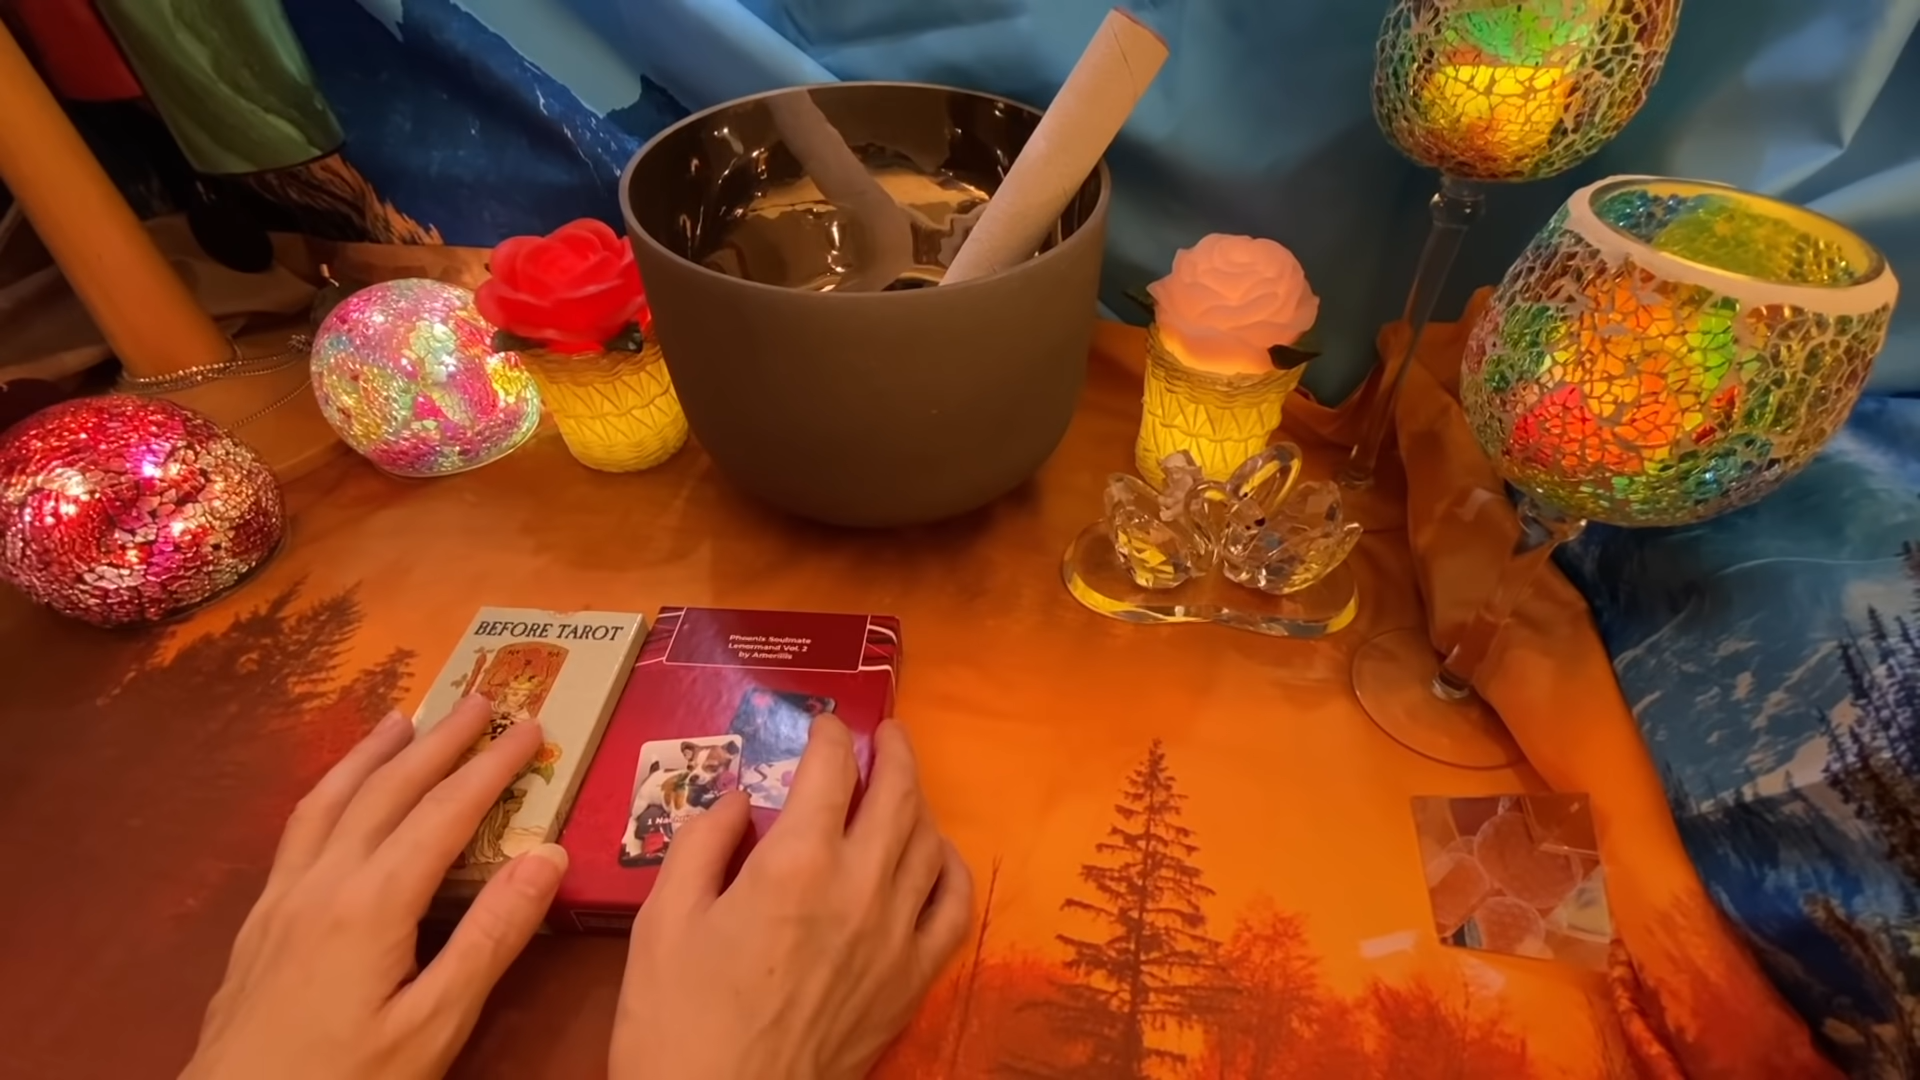 BEFORE TAROT
Phoenix Soulmate
Lenormand Vol. 2
by Amerillis